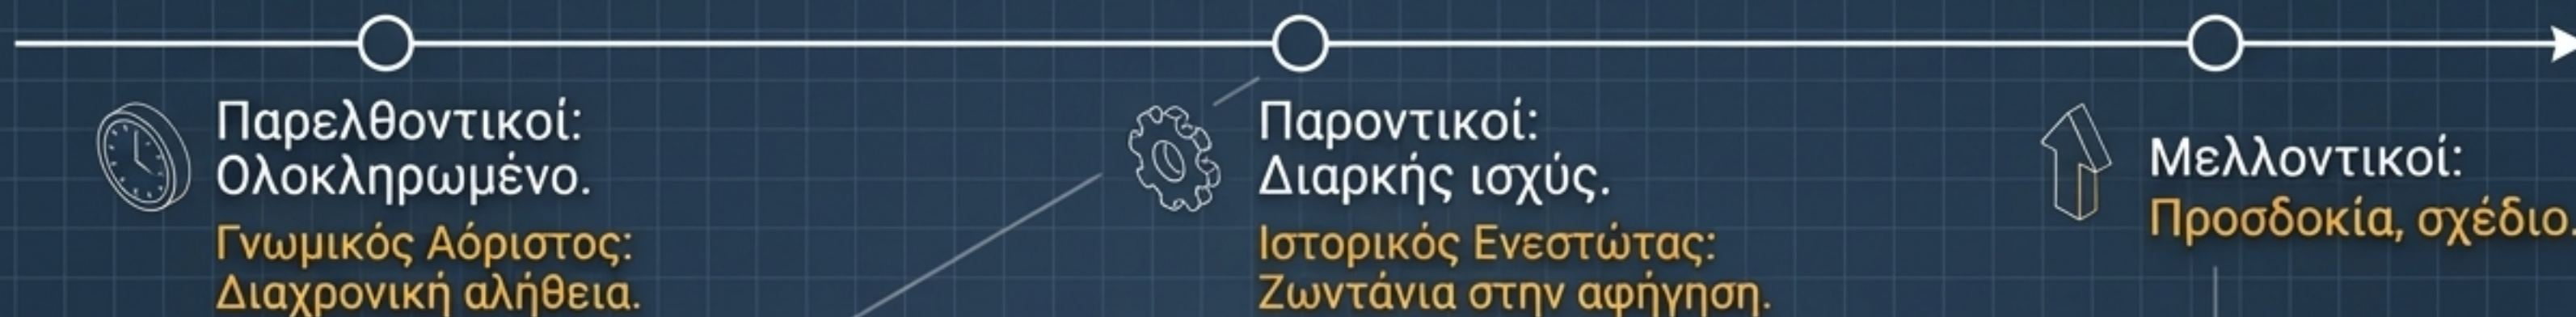 Παρελθοντικοί:
Ολοκληρωμένο.
Γνωμικός Αόριστος:
Διαχρονική αλήθεια.
Παροντικοί:
Διαρκής ισχύς.
Ιστορικός Ενεστώτας:
Ζωντάνια στην αφήγηση.
Μελλοντικοί:
Προσδοκία, σχέδιο.